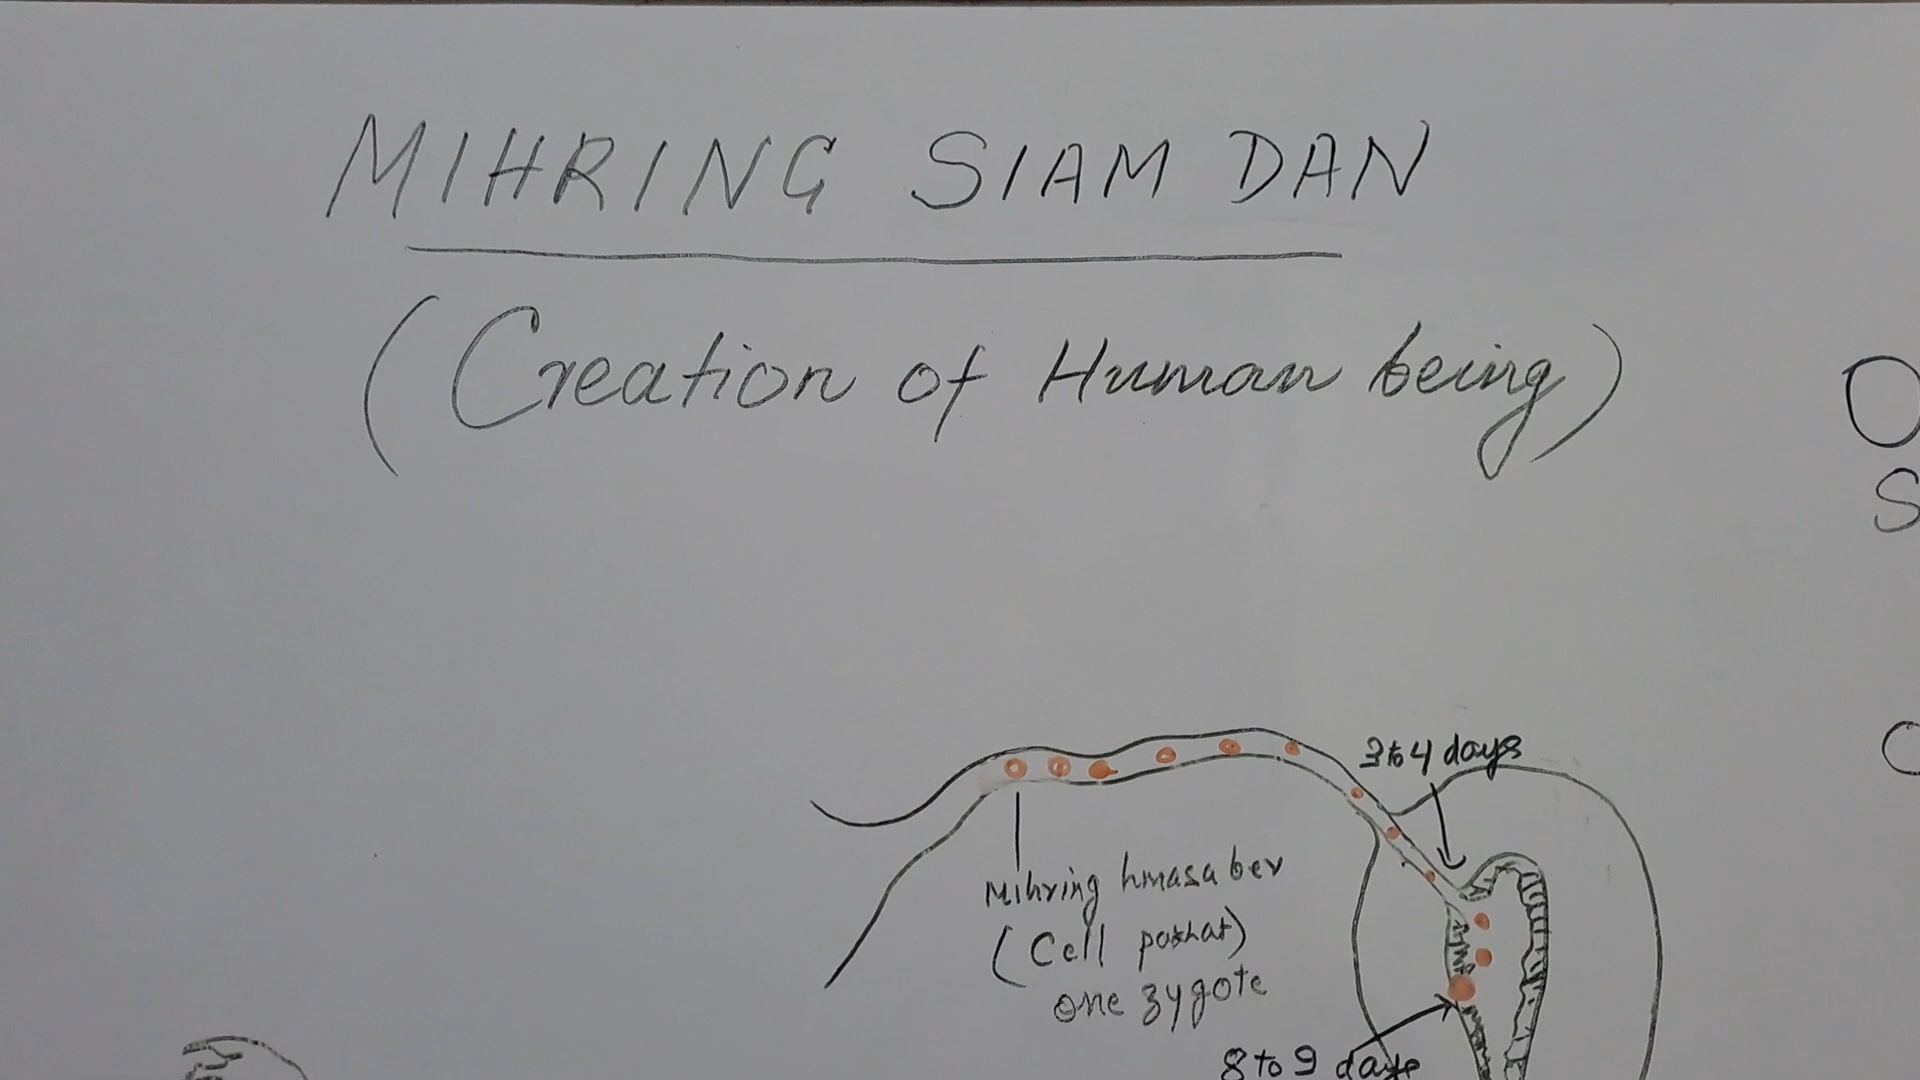 MIHRING SIAM DAN
(Creation of Human being)
3 to 4 days
Mihring hmasa ber
(Cell pakhat)
one zygote
8 to 9 days